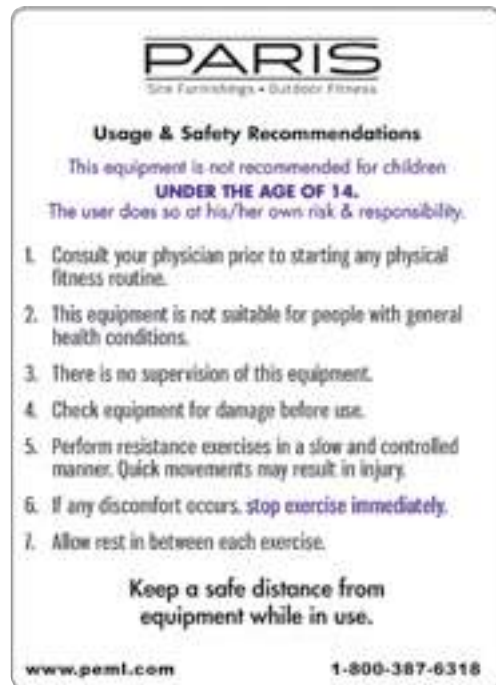 PARIS
Site Furnishings • Outdoor Fitness
Usage & Safety Recommendations
This equipment is not recommended for children
UNDER THE AGE OF 14.
The user does so at his/her own risk & responsibility.
1. Consult your physician prior to starting any physical
fitness routine.
2. This equipment is not suitable for people with general
health conditions.
3. There is no supervision of this equipment.
4. Check equipment for damage before use.
5. Perform resistance exercises in a slow and controlled
manner. Quick movements may result in injury.
6. If any discomfort occurs, stop exercise immediately.
7. Allow rest in between each exercise.
Keep a safe distance from
equipment while in use.
www.peml.com 1-800-387-6318